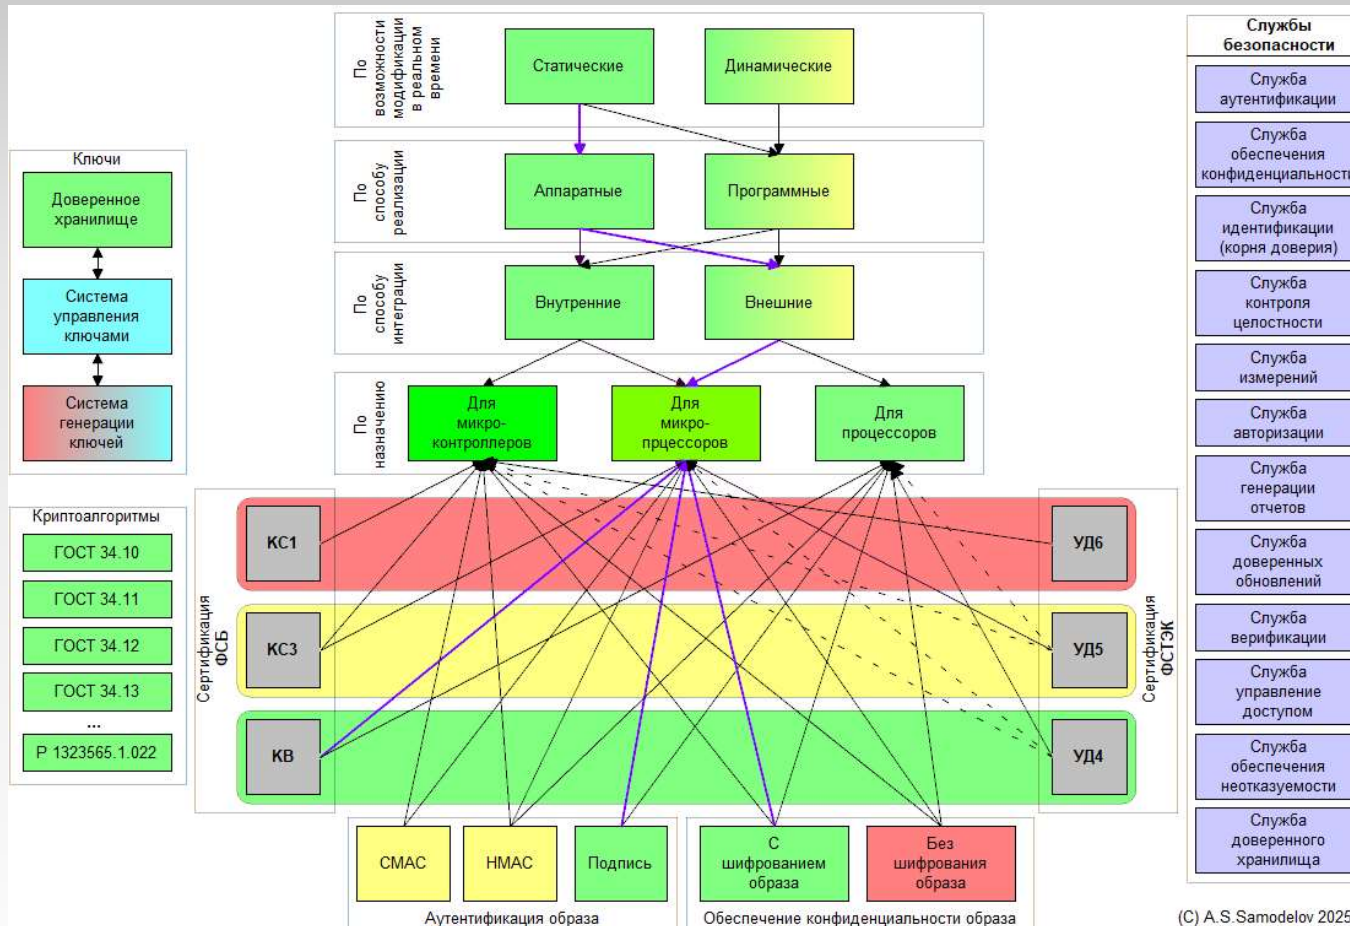 По
возможности
модификации
в реальном
времени
Статические
Динамические
По
способу
реализации
Аппаратные
Программные
По
способу
интеграции
Внутренние
Внешние
По
назначению
Для
микро-
контроллеров
Для
микро-
прцессоров
Для
процессоров
Ключи
Доверенное
хранилище
Система
управления
ключами
Система
генерации
ключей
Криптоалгоритмы
ГОСТ 34.10
ГОСТ 34.11
ГОСТ 34.12
ГОСТ 34.13
...
Р 1323565.1.022
Сертификация
ФСБ
КС1
КС3
КВ
УД6
УД5
УД4
Сертификация
ФСТЭК
CMAC
HMAC
Подпись
Аутентификация образа
С
шифрованием
образа
Без
шифрования
образа
Обеспечение конфиденциальности образа
Службы
безопасности
Служба
аутентификации
Служба
обеспечения
конфиденциальности
Служба
идентификации
(корня доверия)
Служба
контроля
целостности
Служба
измерений
Служба
авторизации
Служба
генерации
отчетов
Служба
доверенных
обновлений
Служба
верификации
Служба
управление
доступом
Служба
обеспечения
неотказуемости
Служба
доверенного
хранилища
(C) A.S.Samodelov 2025